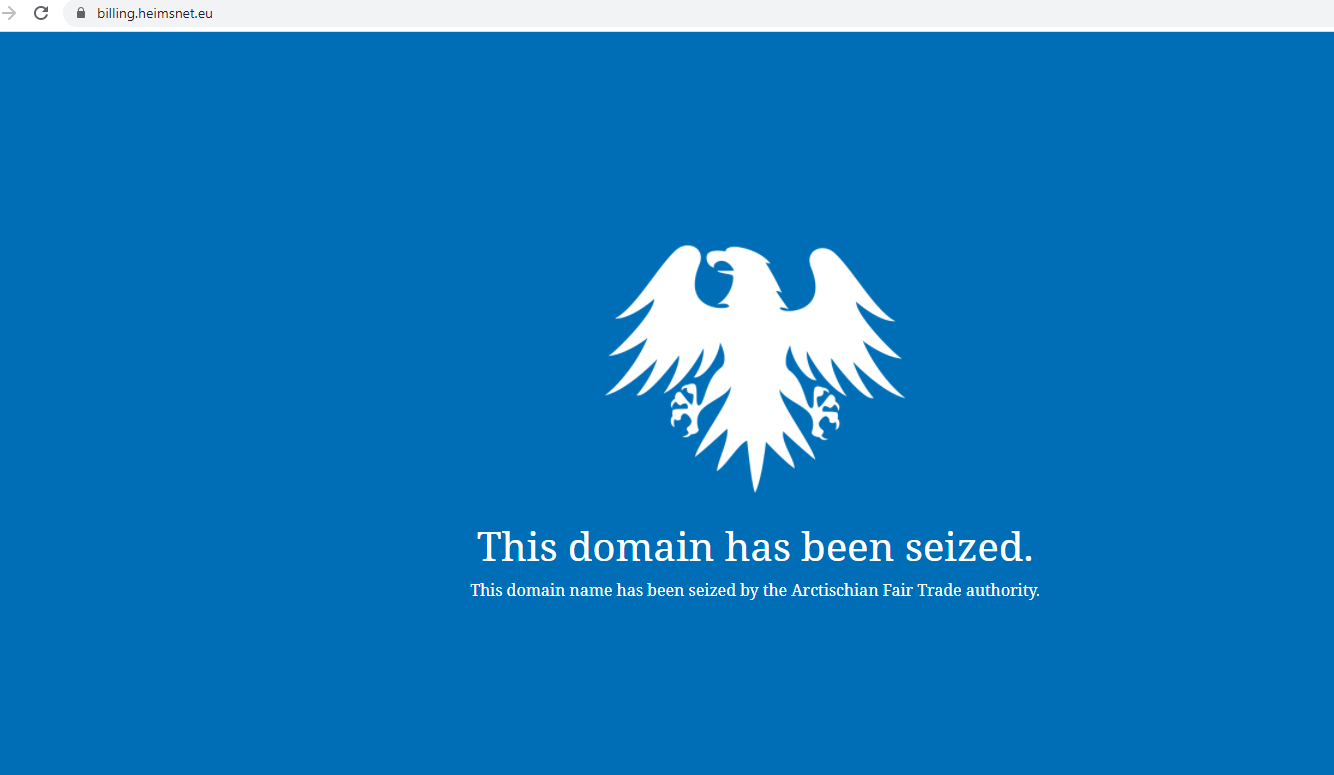 billing.heimsnet.eu
This domain has been seized.
This domain name has been seized by the Arctischian Fair Trade authority.